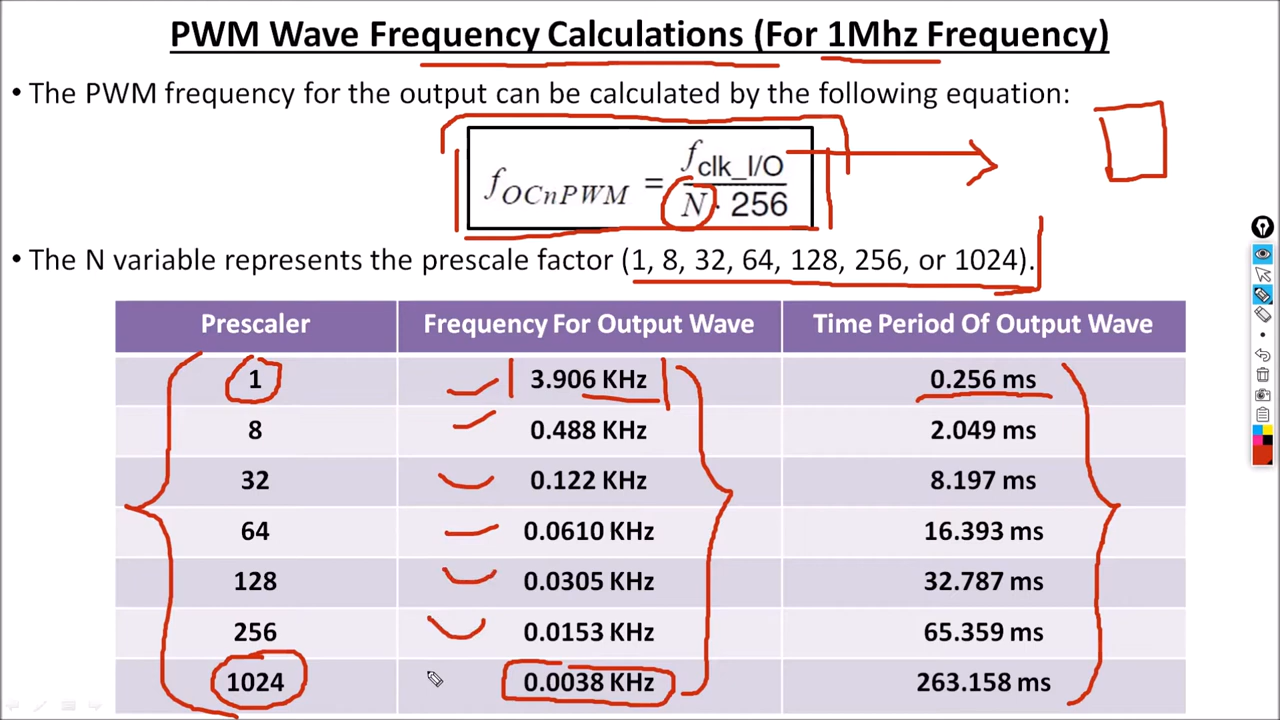 PWM Wave Frequency Calculations (For 1Mhz Frequency)
• The PWM frequency for the output can be calculated by the following equation:
fOCnPWM = fclk_I/O
N · 256
• The N variable represents the prescale factor (1, 8, 32, 64, 128, 256, or 1024).
Prescaler Frequency For Output Wave Time Period Of Output Wave
1 3.906 KHz 0.256 ms
8 0.488 KHz 2.049 ms
32 0.122 KHz 8.197 ms
64 0.0610 KHz 16.393 ms
128 0.0305 KHz 32.787 ms
256 0.0153 KHz 65.359 ms
1024 0.0038 KHz 263.158 ms